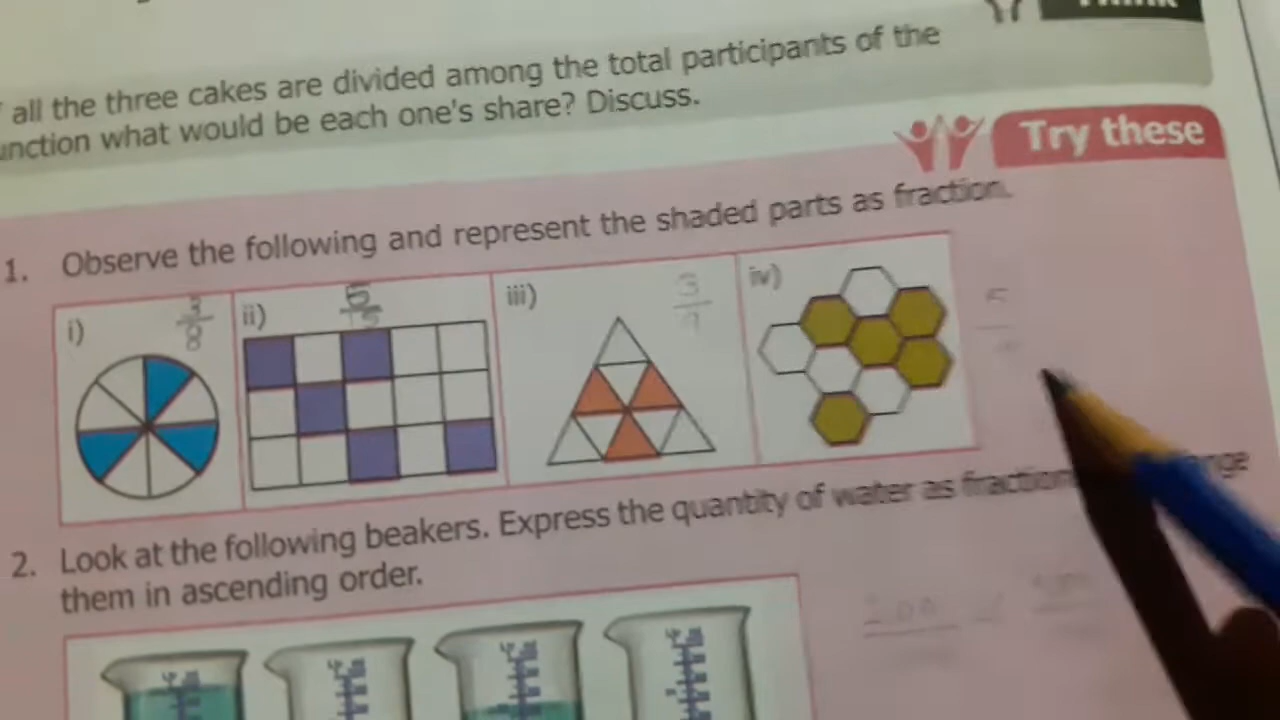 all the three cakes are divided among the total participants of the
unction what would be each one's share? Discuss.
Think
Try these
1. Observe the following and represent the shaded parts as fraction.
i) 3/8
ii) 5/15
iii) 3/9
iv) 5
2. Look at the following beakers. Express the quantity of water as fraction
them in ascending order.